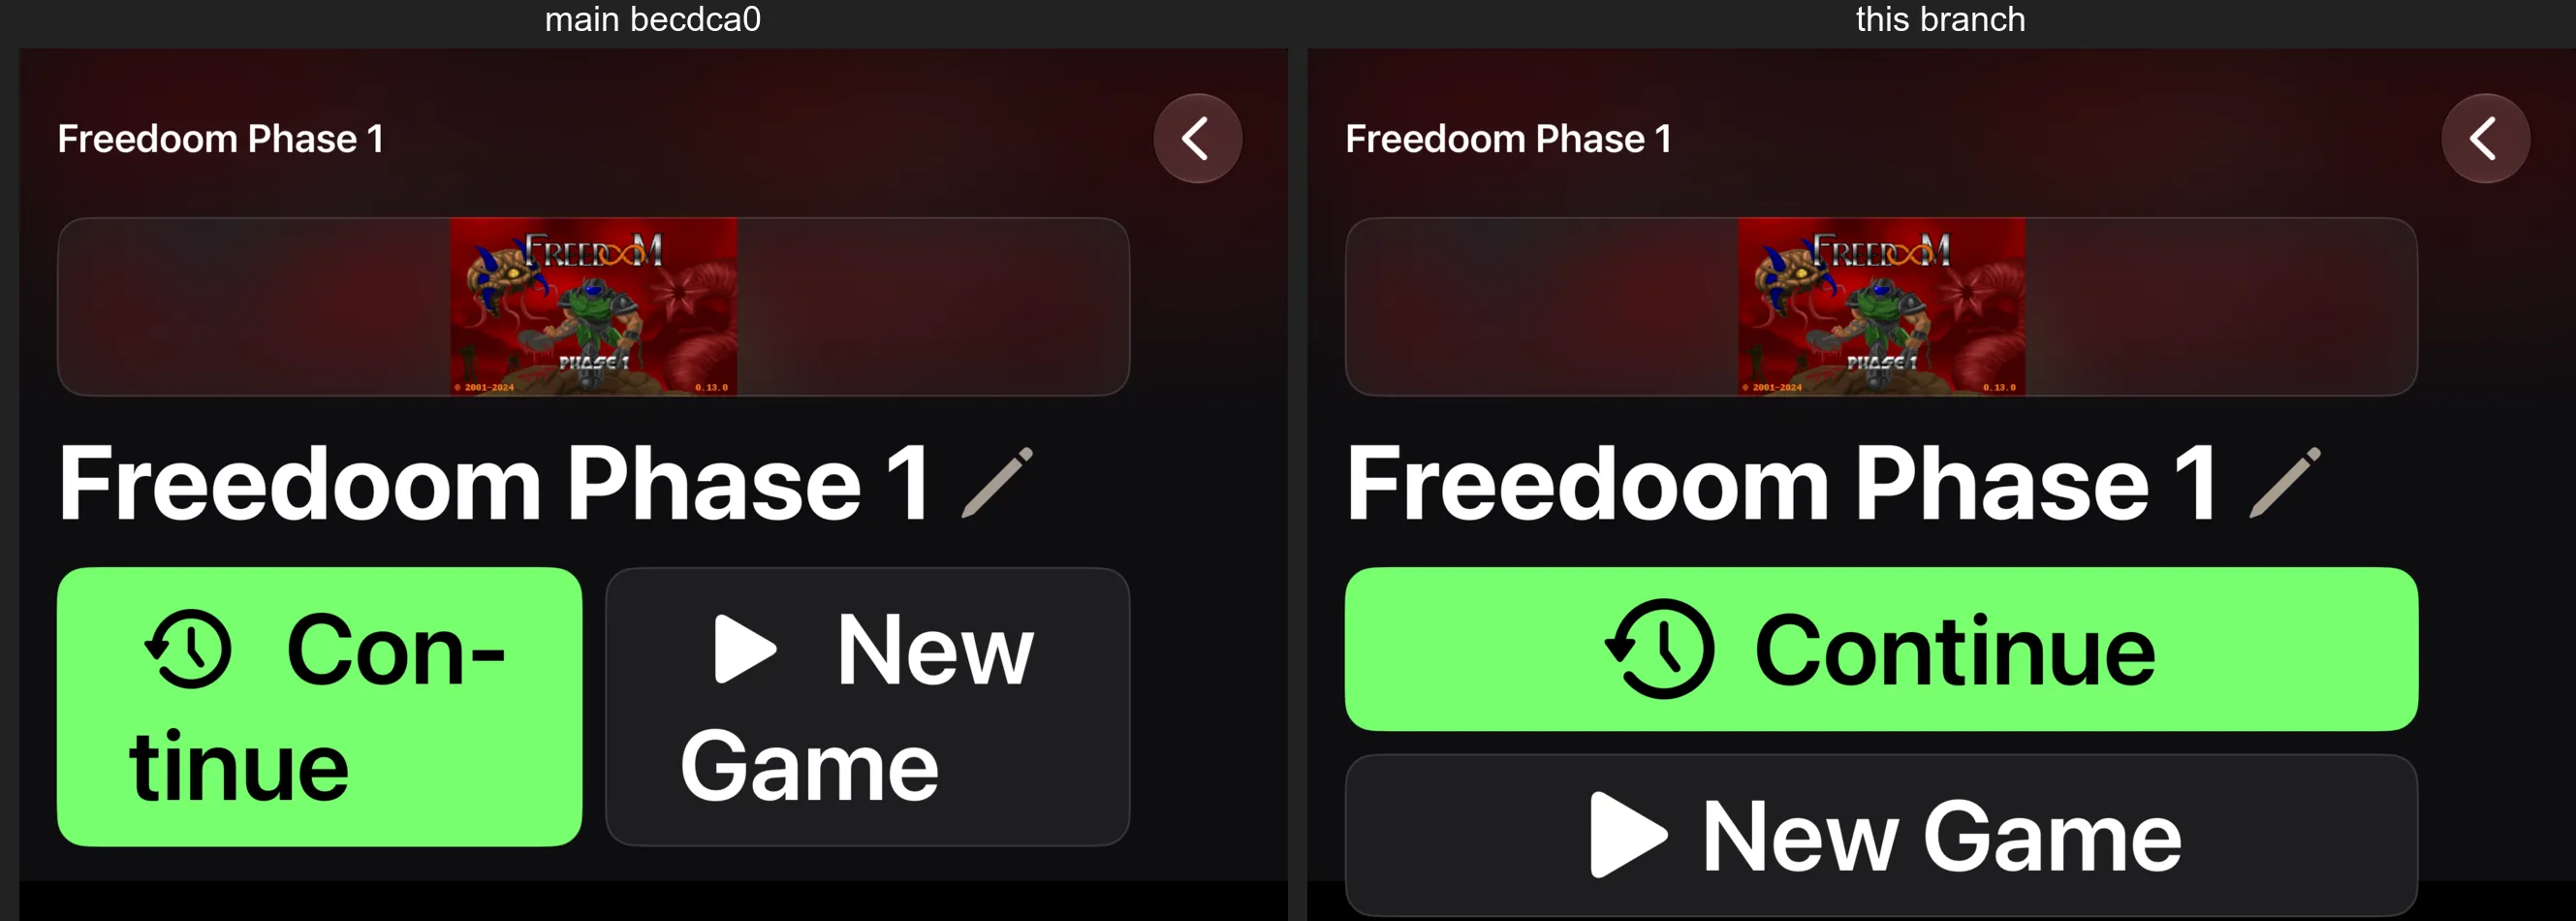 main becdca0
this branch
Freedoom Phase 1
FREEDOOM
PHASE 1
© 2001-2024
0.13.0
Freedoom Phase 1
Con-
tinue
New
Game
Freedoom Phase 1
FREEDOOM
PHASE 1
© 2001-2024
0.13.0
Freedoom Phase 1
Continue
New Game